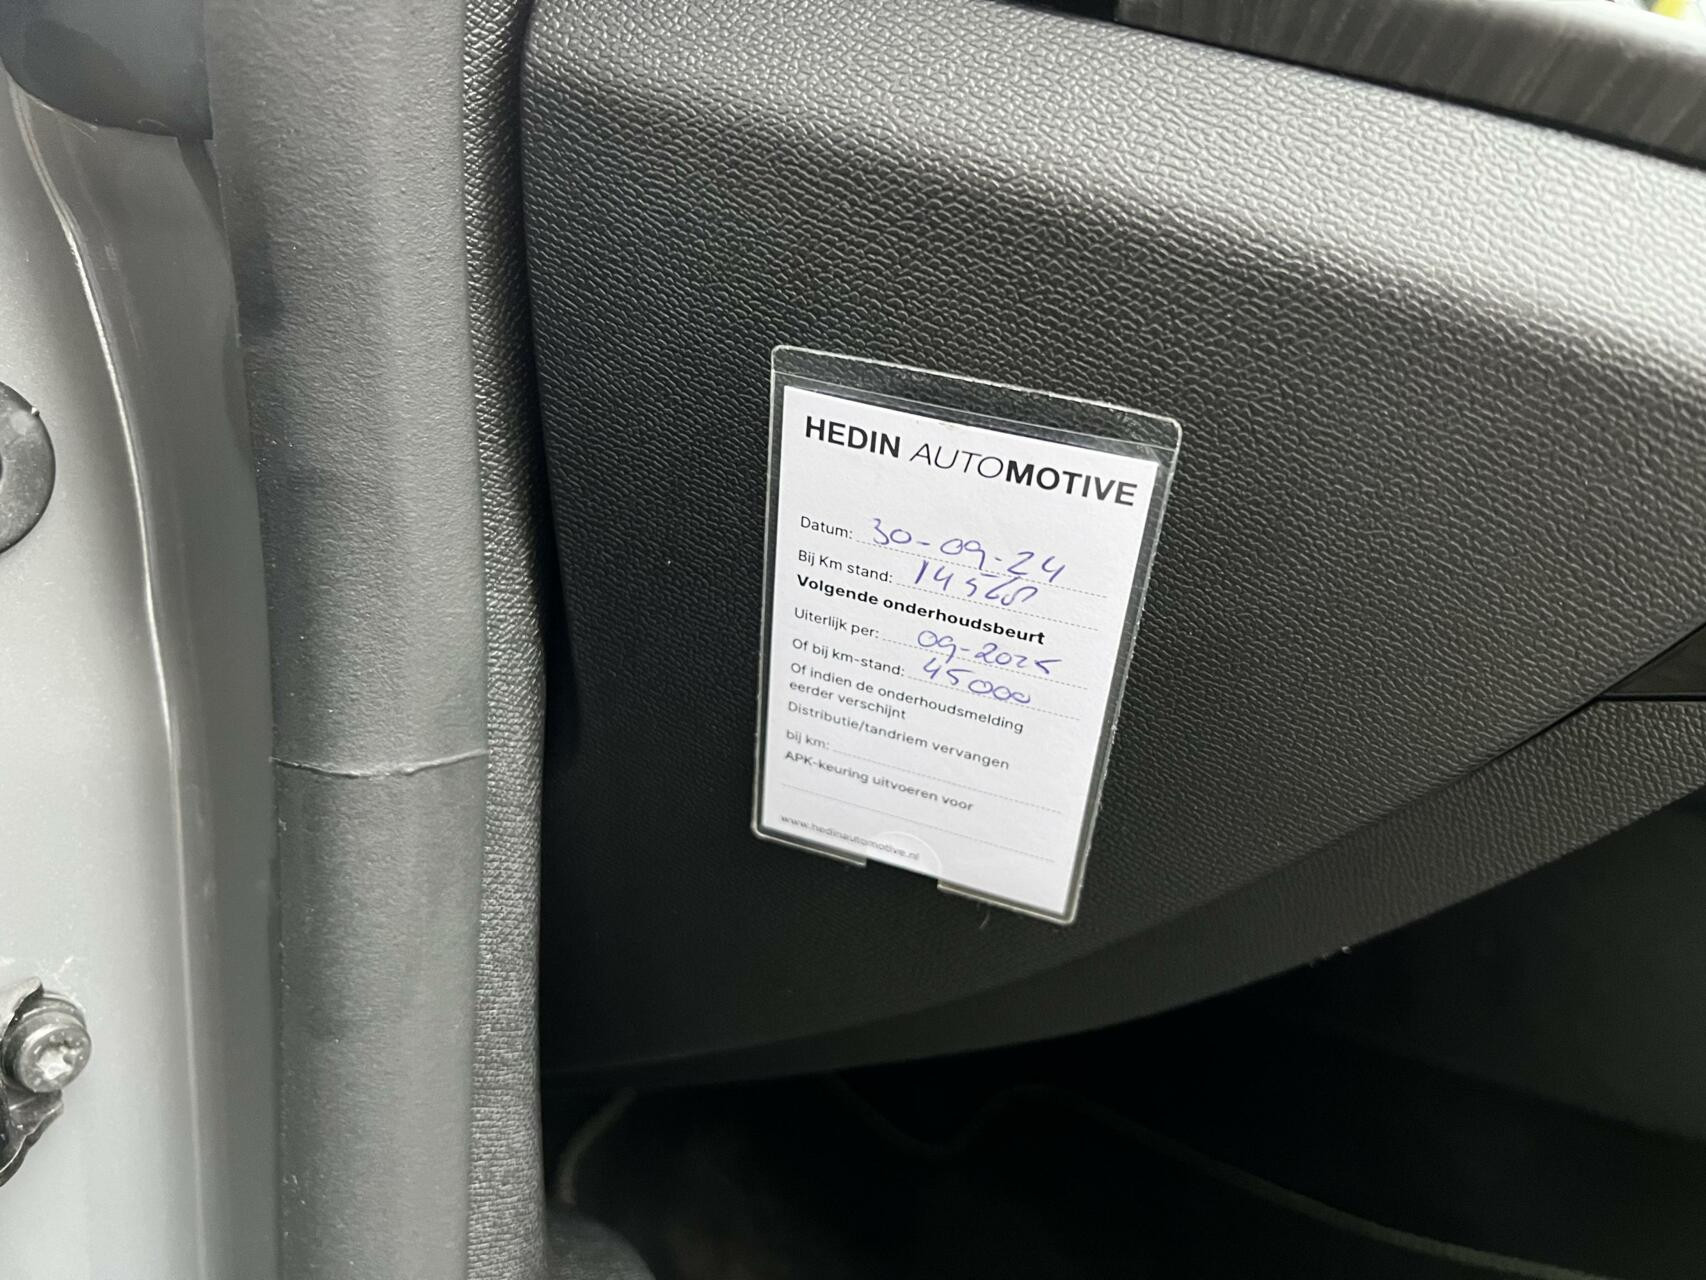 HEDIN AUTOMOTIVE
Datum: 30-09-24
Bij Km stand: 14568
Volgende onderhoudsbeurt
Uiterlijk per: 09-2025
Of bij km-stand: 45000
Of indien de onderhoudsmelding
eerder verschijnt
Distributie/tandriem vervangen
bij km:
APK-keuring uitvoeren voor
www.hedinautomotive.nl